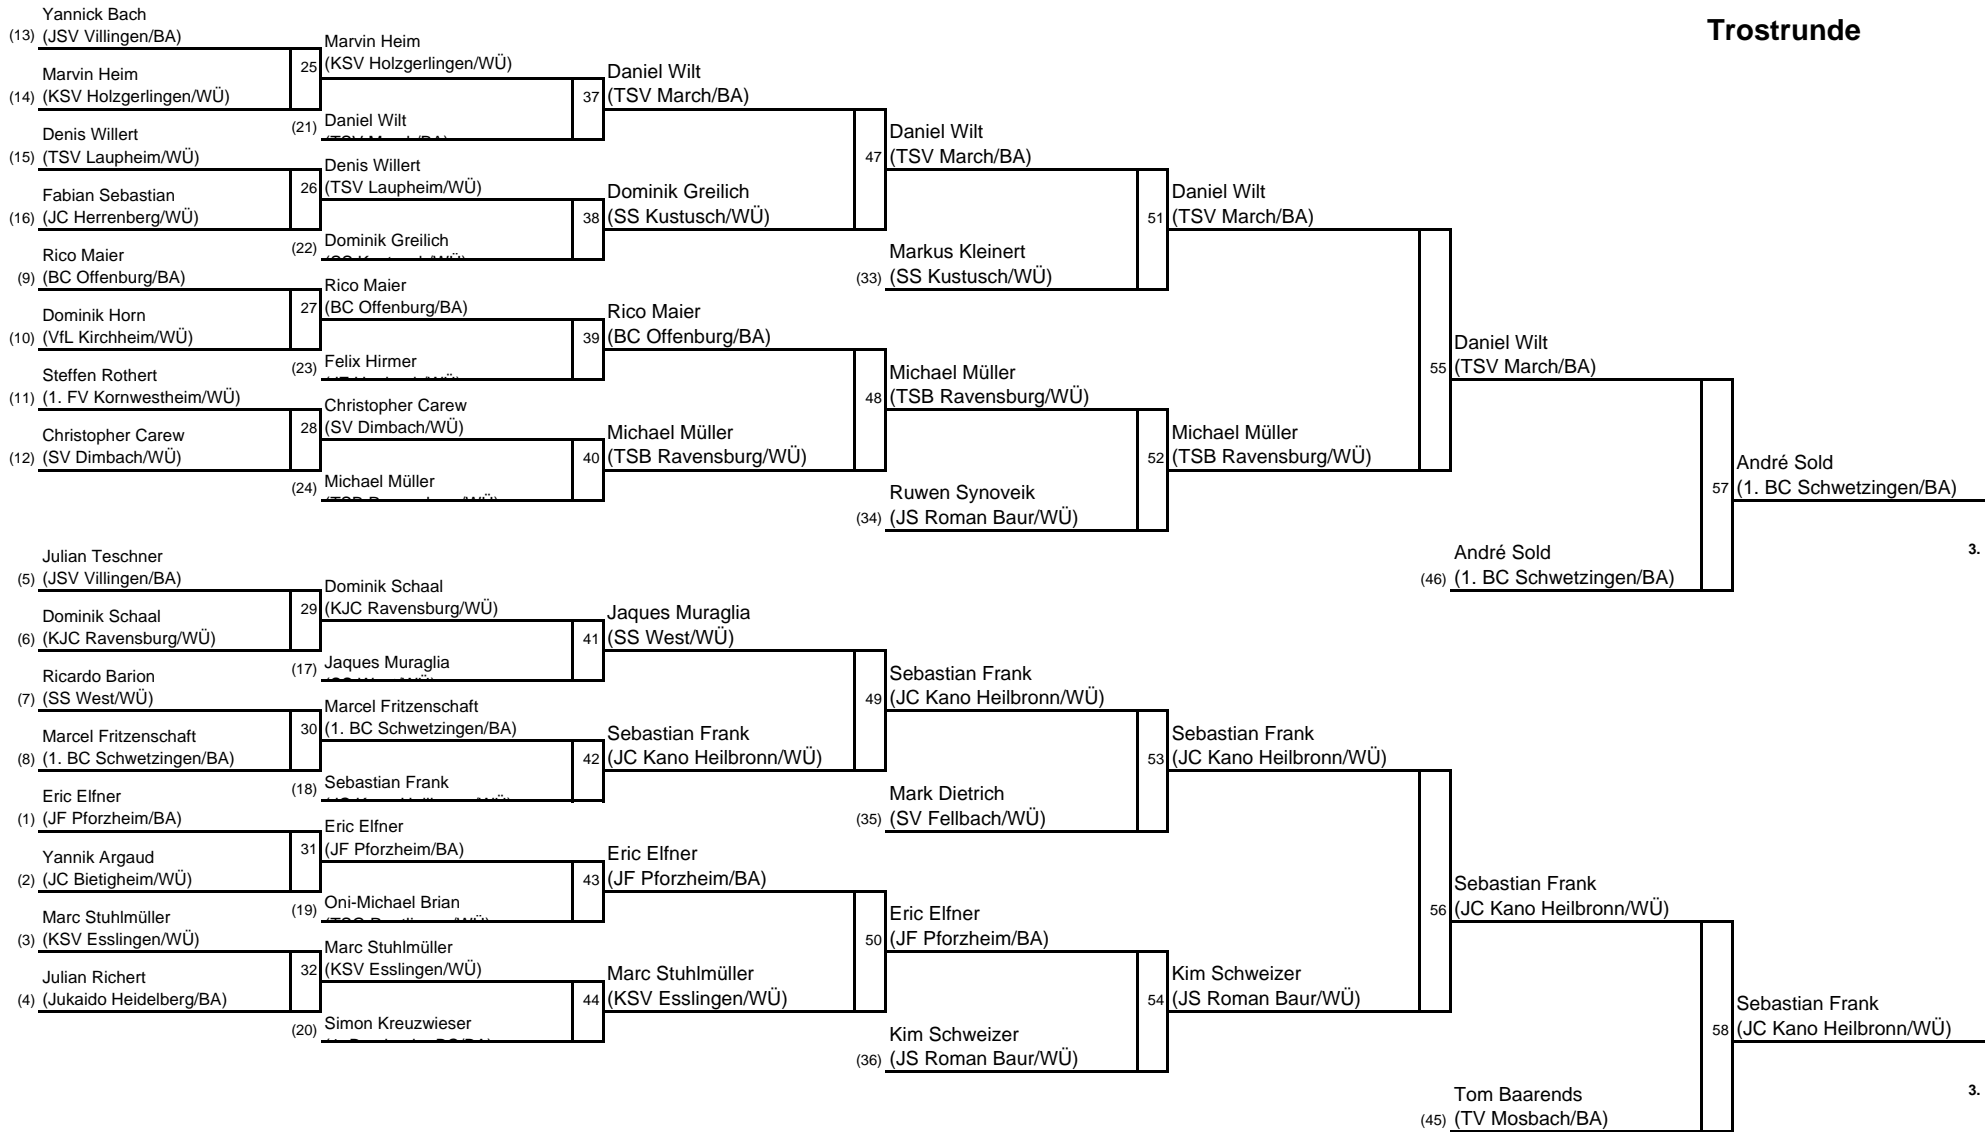 Trostrunde
Yannick Bach
(13) (JSV Villingen/BA)
Marvin Heim
(14) (KSV Holzgerlingen/WÜ)
Denis Willert
(15) (TSV Laupheim/WÜ)
Fabian Sebastian
(16) (JC Herrenberg/WÜ)
Rico Maier
(9) (BC Offenburg/BA)
Dominik Horn
(10) (VfL Kirchheim/WÜ)
Steffen Rothert
(11) (1. FV Kornwestheim/WÜ)
Christopher Carew
(12) (SV Dimbach/WÜ)
Julian Teschner
(5) (JSV Villingen/BA)
Dominik Schaal
(6) (KJC Ravensburg/WÜ)
Ricardo Barion
(7) (SS West/WÜ)
Marcel Fritzenschaft
(8) (1. BC Schwetzingen/BA)
Eric Elfner
(1) (JF Pforzheim/BA)
Yannik Argaud
(2) (JC Bietigheim/WÜ)
Marc Stuhlmüller
(3) (KSV Esslingen/WÜ)
Julian Richert
(4) (Jukaido Heidelberg/BA)
Marvin Heim
25 (KSV Holzgerlingen/WÜ)
(21) Daniel Wilt
Denis Willert
26 (TSV Laupheim/WÜ)
(22) Dominik Greilich
Rico Maier
27 (BC Offenburg/BA)
(23) Felix Hirmer
Christopher Carew
28 (SV Dimbach/WÜ)
(24) Michael Müller
Dominik Schaal
29 (KJC Ravensburg/WÜ)
(17) Jaques Muraglia
Marcel Fritzenschaft
30 (1. BC Schwetzingen/BA)
(18) Sebastian Frank
Eric Elfner
31 (JF Pforzheim/BA)
(19) Oni-Michael Brian
Marc Stuhlmüller
32 (KSV Esslingen/WÜ)
(20) Simon Kreuzwieser
Daniel Wilt
37 (TSV March/BA)
Dominik Greilich
38 (SS Kustusch/WÜ)
Rico Maier
39 (BC Offenburg/BA)
Michael Müller
40 (TSB Ravensburg/WÜ)
Jaques Muraglia
41 (SS West/WÜ)
Sebastian Frank
42 (JC Kano Heilbronn/WÜ)
Eric Elfner
43 (JF Pforzheim/BA)
Marc Stuhlmüller
44 (KSV Esslingen/WÜ)
Daniel Wilt
47 (TSV March/BA)
Markus Kleinert
(33) (SS Kustusch/WÜ)
Michael Müller
48 (TSB Ravensburg/WÜ)
Ruwen Synoveik
(34) (JS Roman Baur/WÜ)
Sebastian Frank
49 (JC Kano Heilbronn/WÜ)
Mark Dietrich
(35) (SV Fellbach/WÜ)
Eric Elfner
50 (JF Pforzheim/BA)
Kim Schweizer
(36) (JS Roman Baur/WÜ)
Daniel Wilt
51 (TSV March/BA)
Michael Müller
52 (TSB Ravensburg/WÜ)
Sebastian Frank
53 (JC Kano Heilbronn/WÜ)
Kim Schweizer
54 (JS Roman Baur/WÜ)
Daniel Wilt
55 (TSV March/BA)
André Sold
(46) (1. BC Schwetzingen/BA)
Sebastian Frank
56 (JC Kano Heilbronn/WÜ)
Tom Baarends
(45) (TV Mosbach/BA)
André Sold
57 (1. BC Schwetzingen/BA)
3.
Sebastian Frank
58 (JC Kano Heilbronn/WÜ)
3.